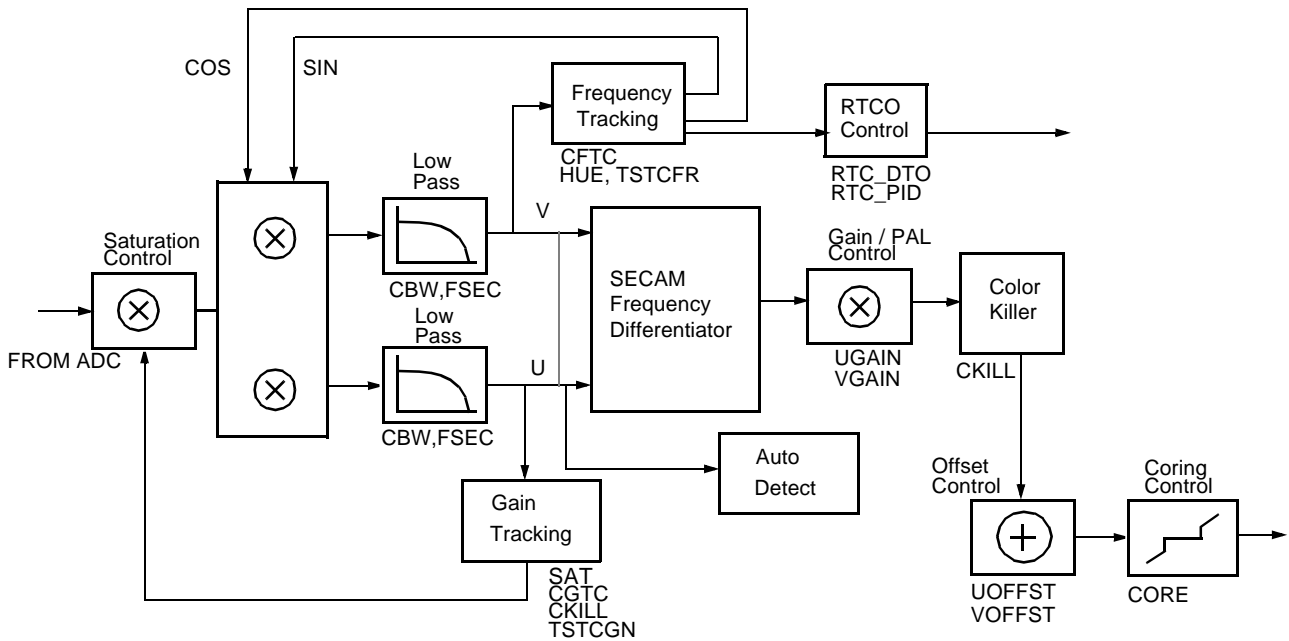 COS
SIN
Frequency
Tracking
CFTC
HUE, TSTCFR
RTCO
Control
RTC_DTO
RTC_PID
Low
Pass
CBW,FSEC
V
Saturation
Control
FROM ADC
SECAM
Frequency
Differentiator
Gain / PAL
Control
UGAIN
VGAIN
Color
Killer
CKILL
Low
Pass
CBW,FSEC
U
Auto
Detect
Gain
Tracking
SAT
CGTC
CKILL
TSTCGN
Offset
Control
UOFFST
VOFFST
Coring
Control
CORE